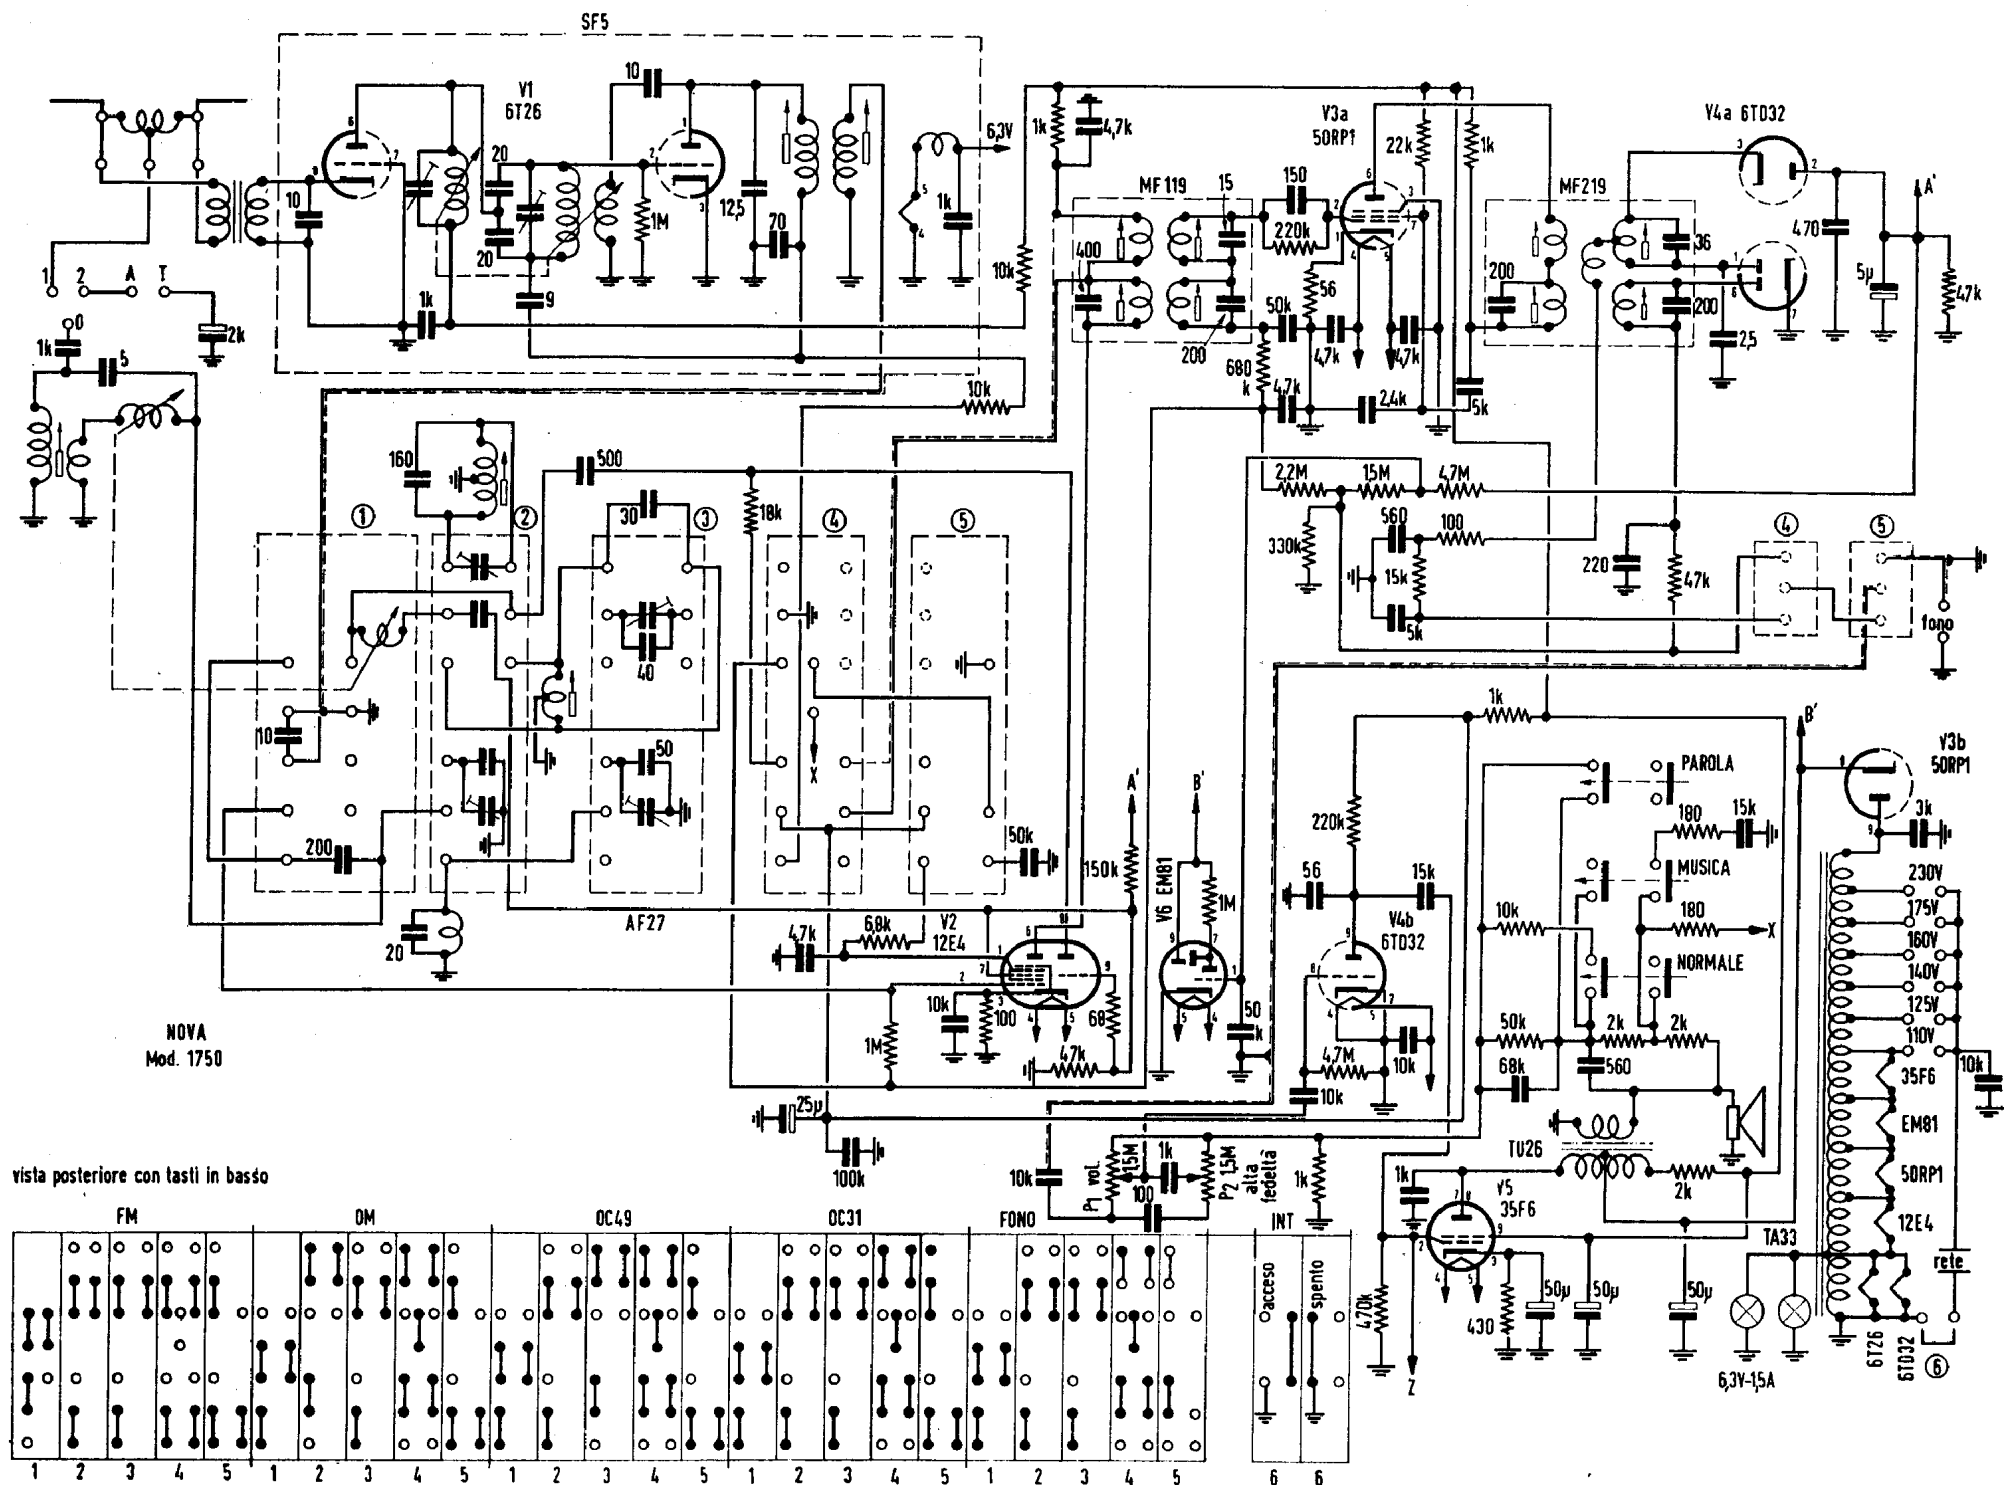 SF5
V1
6T26
10
10
20
20
9
1M
12,5
70
1k
6,3V
10k
10k
1k
1
2
A
T
0
2k
1k
5
1k
4,7k
MF119
15
400
200
150
220k
V3a
50RP1
22k
1k
56
50k
4,7k
4,7k
680
k
4,7k
2,4k
5k
MF219
200
36
200
2,5
V4a 6TD32
470
5µ
A'
47k
160
500
18k
30
40
50
10
200
20
①
②
③
④
⑤
AF27
X
50k
2,2M
1,5M
4,7M
330k
560
100
15k
5k
220
47k
④
⑤
fono
1k
B'
V3b
50RP1
3k
PAROLA
180
15k
MUSICA
180
X
NORMALE
10k
50k
68k
2k
2k
560
230V
175V
160V
140V
125V
110V
35F6
EM81
50RP1
12E4
10k
rete
TA33
6T26
6TD32
⑥
6,3V-1,5A
220k
56
15k
V4b
6TD32
4,7M
10k
10k
A'
B'
150k
V6 EM81
1M
50
k
6,8k
4,7k
V2
12E4
10k
100
68
47k
1M
25µ
100k
10k
P1 vol.
1,5M
1k
100
P2 1,5M
alta
fedeltà
1k
TU26
1k
V5
35F6
2k
470k
Z
430
50µ
50µ
50µ
NOVA
Mod. 1750
vista posteriore con tasti in basso
FM
OM
OC49
OC31
FONO
INT
acceso
spento
1 2 3 4 5 1 2 3 4 5 1 2 3 4 5 1 2 3 4 5 1 2 3 4 5 6 6